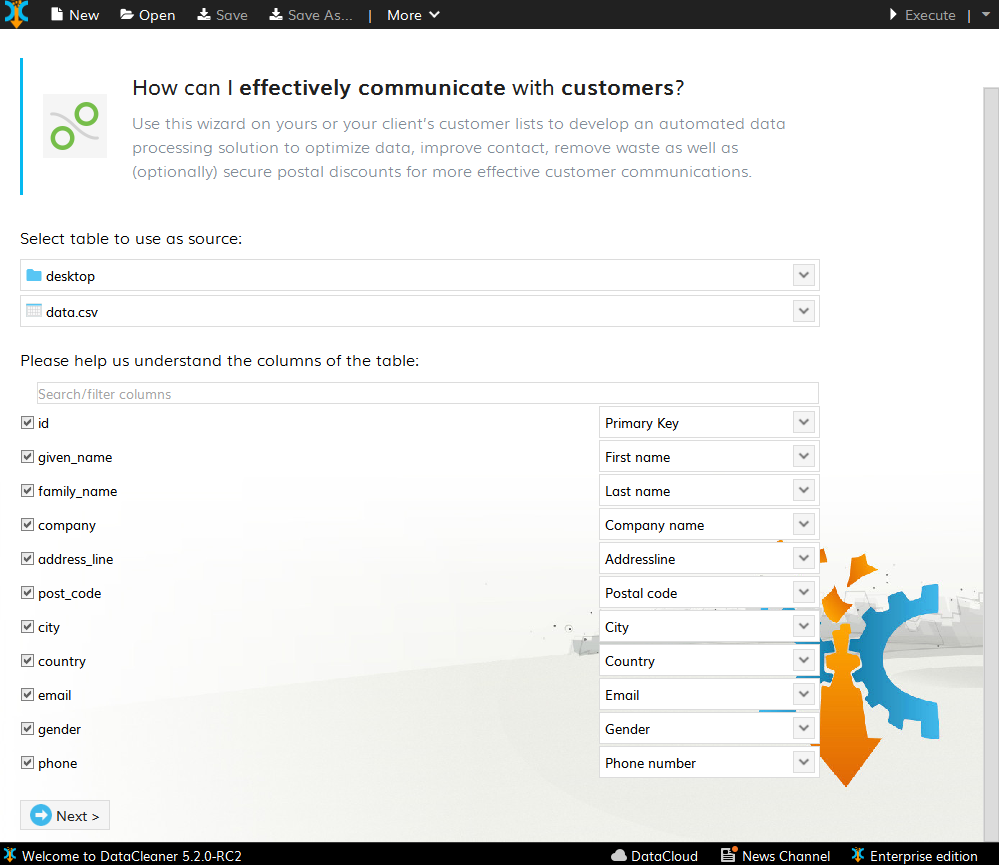 New Open Save Save As... | More Execute |
How can I effectively communicate with customers?
Use this wizard on yours or your client's customer lists to develop an automated data
processing solution to optimize data, improve contact, remove waste as well as
(optionally) secure postal discounts for more effective customer communications.
Select table to use as source:
desktop
data.csv
Please help us understand the columns of the table:
Search/filter columns
id Primary Key
given_name First name
family_name Last name
company Company name
address_line Addressline
post_code Postal code
city City
country Country
email Email
gender Gender
phone Phone number
Next >
Welcome to DataCleaner 5.2.0-RC2 DataCloud News Channel Enterprise edition